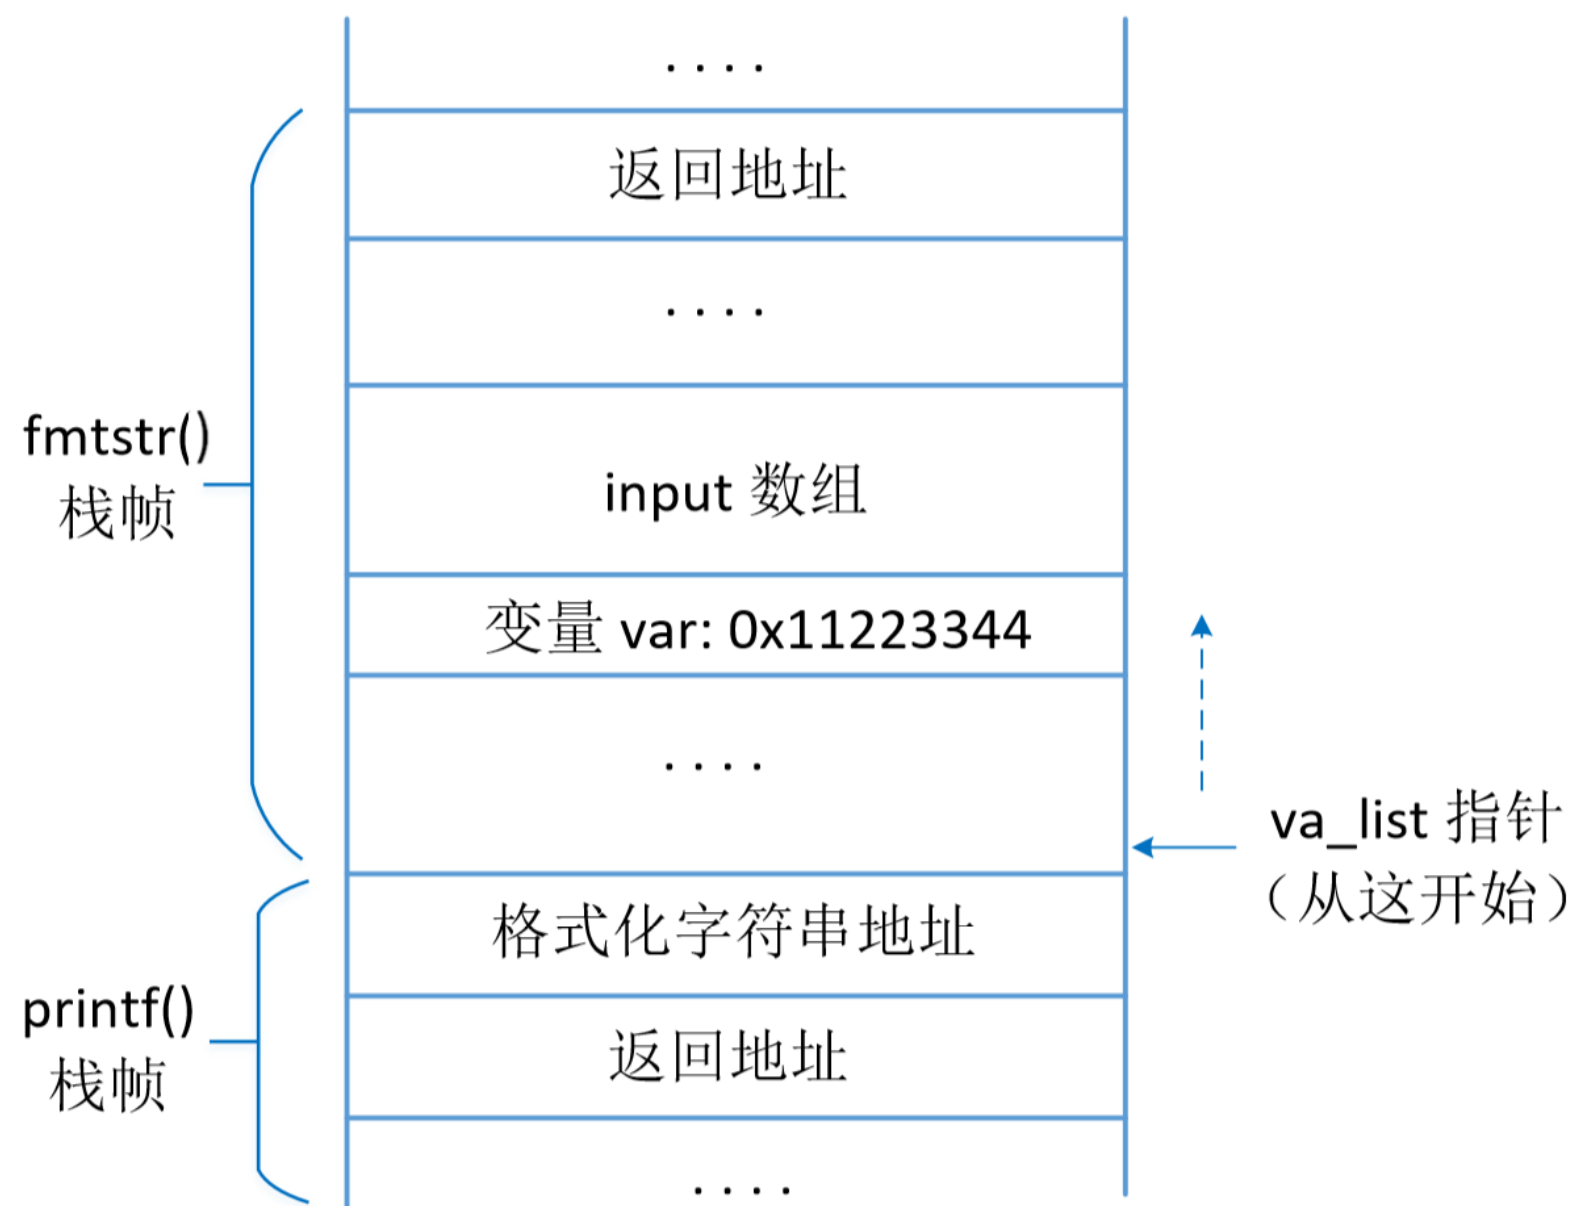 ....
返回地址
....
fmtstr()
栈帧
input 数组
变量 var: 0x11223344
....
va_list 指针
（从这开始）
格式化字符串地址
printf()
栈帧
返回地址
....